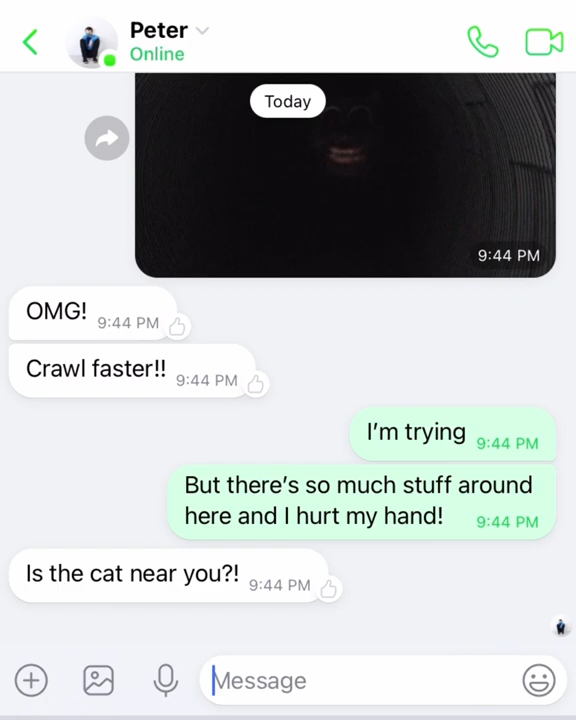 Peter
Online
Today
9:44 PM
OMG! 9:44 PM
Crawl faster!! 9:44 PM
I’m trying 9:44 PM
But there’s so much stuff around
here and I hurt my hand! 9:44 PM
Is the cat near you?! 9:44 PM
Message